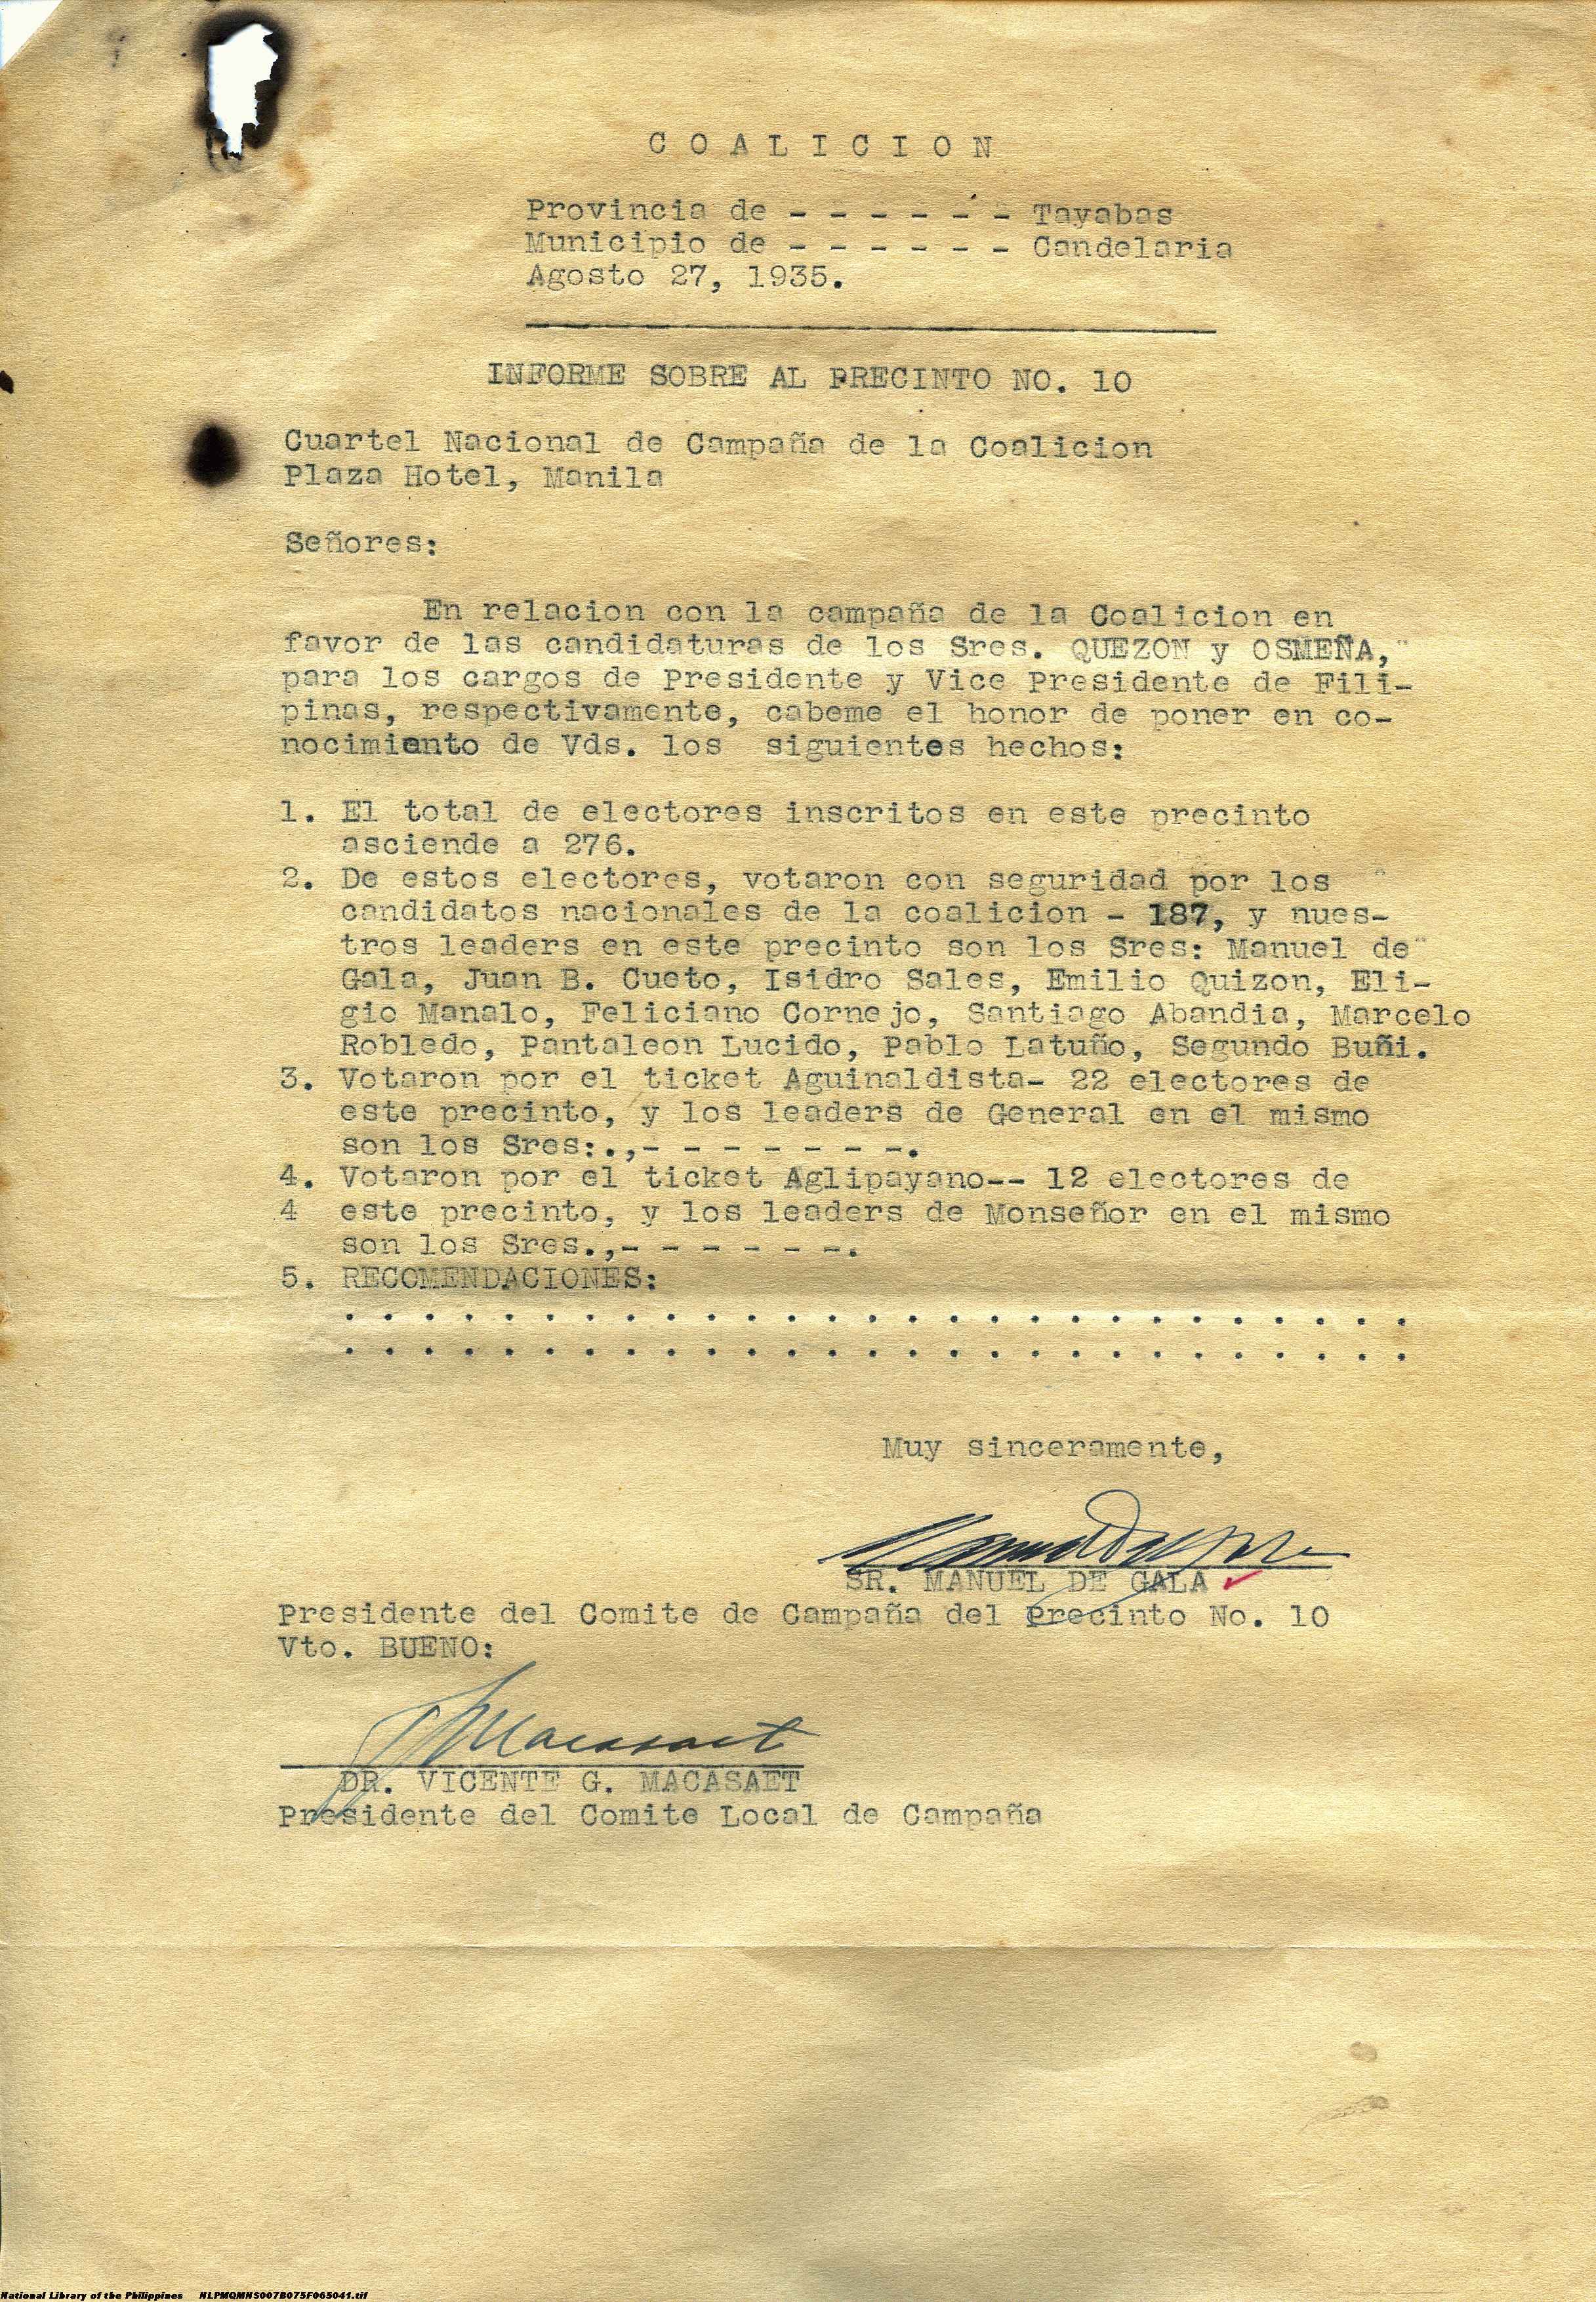 C O A L I C I O N
Provincia de - - - - - - Tayabas
Municipio de - - - - - - Candelaria
Agosto 27, 1935.
INFORME SOBRE AL PRECINTO NO. 10
Cuartel Nacional de Campaña de la Coalicion
Plaza Hotel, Manila
Señores:
En relacion con la campaña de la Coalicion en
favor de las candidaturas de los Sres. QUEZON y OSMEÑA,
para los cargos de Presidente y Vice Presidente de Fili-
pinas, respectivamente, cabeme el honor de poner en co-
nocimiento de Vds. los siguientes hechos:
1. El total de electores inscritos en este precinto
asciende a 276.
2. De estos electores, votaron con seguridad por los
candidatos nacionales de la coalicion - 187, y nues-
tros leaders en este precinto son los Sres: Manuel de
Gala, Juan B. Cueto, Isidro Sales, Emilio Quizon, Eli-
gio Manalo, Feliciano Cornejo, Santiago Abandia, Marcelo
Robledo, Pantaleon Lucido, Pablo Latuño, Segundo Buñi.
3. Votaron por el ticket Aguinaldista- 22 electores de
este precinto, y los leaders de General en el mismo
son los Sres:.,- - - - - - -.
4. Votaron por el ticket Aglipayano-- 12 electores de
4 este precinto, y los leaders de Monseñor en el mismo
son los Sres.,- - - - - -.
5. RECOMENDACIONES:
. . . . . . . . . . . . . . . . . . . . . . . . . . .
. . . . . . . . . . . . . . . . . . . . . . . . . . .
Muy sinceramente,
Manuel De Gala
SR. MANUEL DE GALA
Presidente del Comite de Campaña del Precinto No. 10
Vto. BUENO:
Macasaet
DR. VICENTE G. MACASAET
Presidente del Comite Local de Campaña
National Library of the Philippines NLPMQMNS007B075F065041.tif